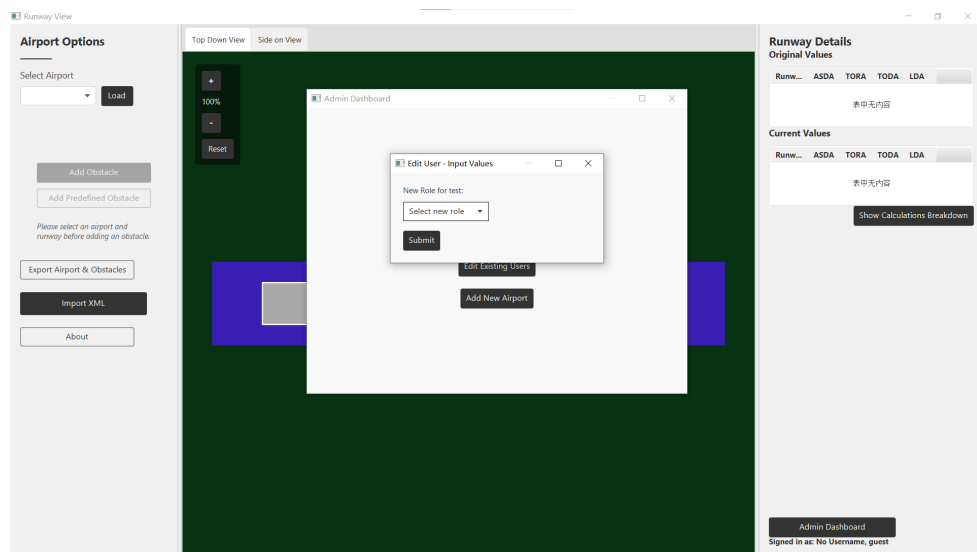 Runway View
Airport Options
Select Airport
Load
Add Obstacle
Add Predefined Obstacle
Please select an airport and
runway before adding an obstacle.
Export Airport & Obstacles
Import XML
About
Top Down View Side on View
+
100%
-
Reset
Admin Dashboard
Edit User - Input Values
New Role for test:
Select new role
Submit
Edit Existing Users
Add New Airport
Runway Details
Original Values
Runw... ASDA TORA TODA LDA
表中无内容
Current Values
Runw... ASDA TORA TODA LDA
表中无内容
Show Calculations Breakdown
Admin Dashboard
Signed in as: No Username, guest